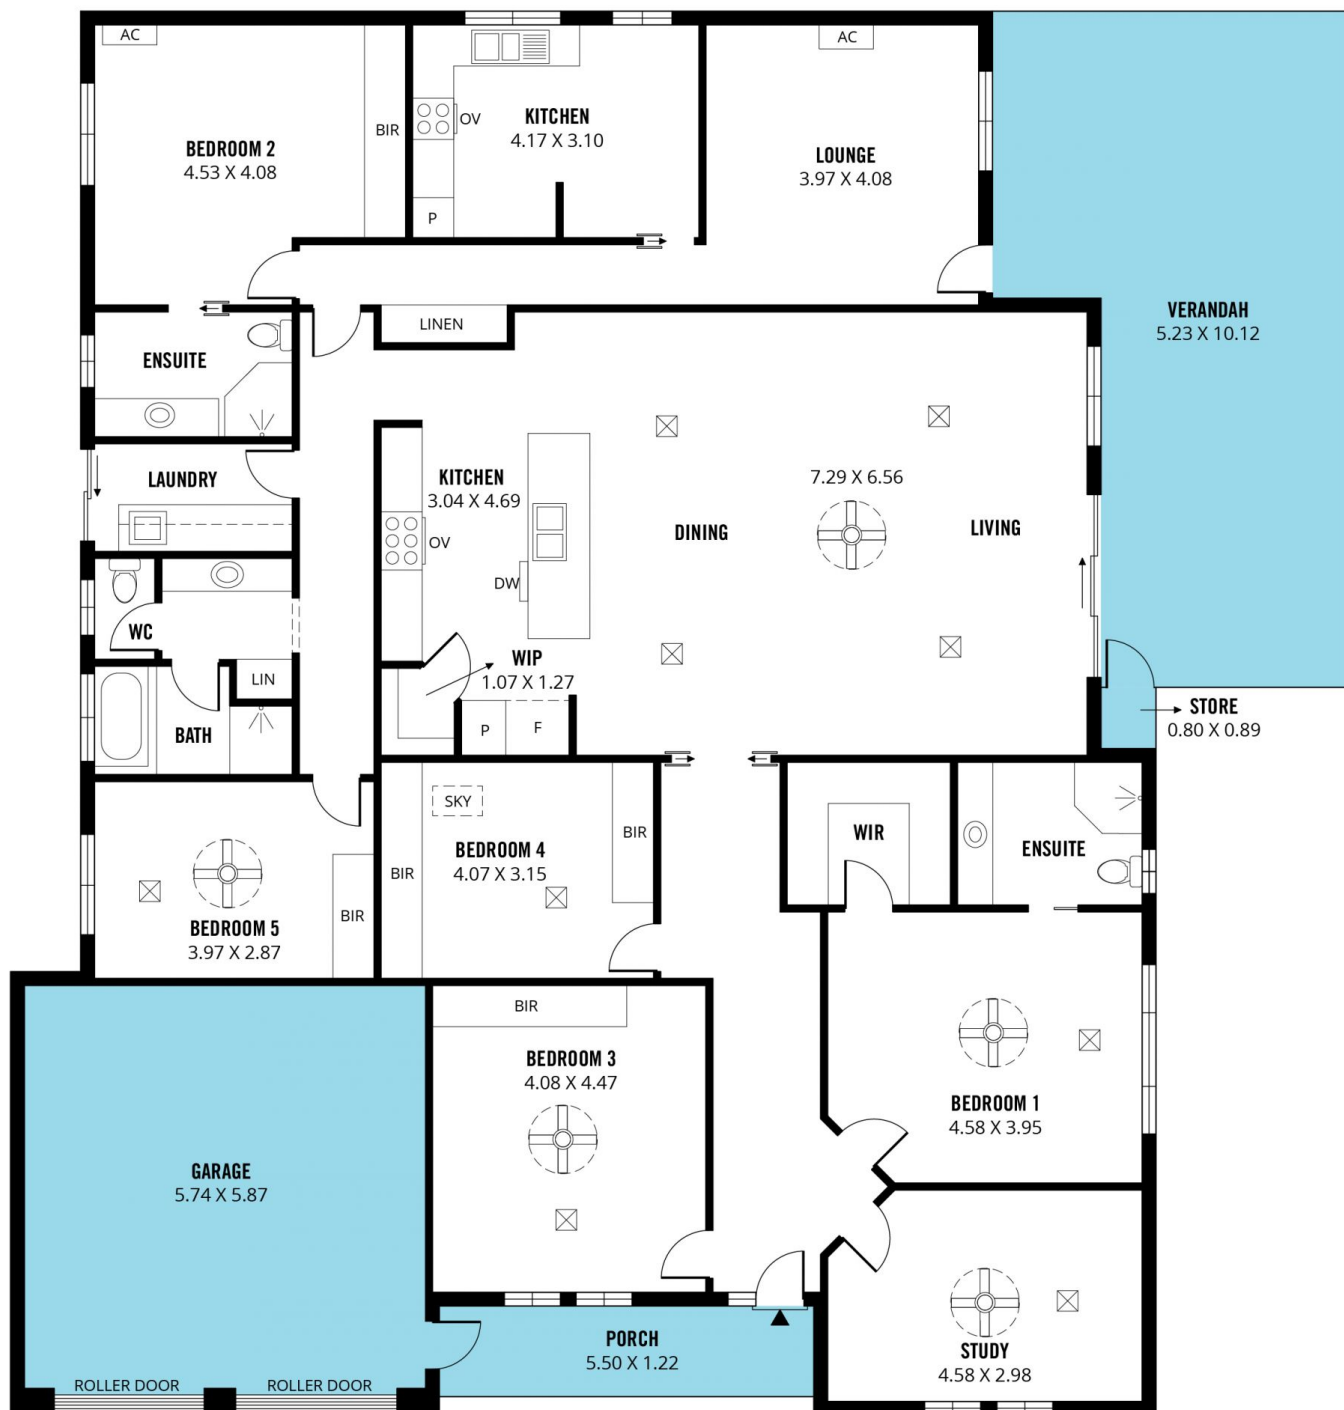 AC
BIR
BEDROOM 2
4.53 X 4.08
OV
KITCHEN
4.17 X 3.10
P
AC
LOUNGE
3.97 X 4.08
VERANDAH
5.23 X 10.12
LINEN
ENSUITE
LAUNDRY
KITCHEN
3.04 X 4.69
OV
DW
DINING
7.29 X 6.56
LIVING
WC
LIN
BATH
WIP
1.07 X 1.27
P
F
STORE
0.80 X 0.89
SKY
BIR
BEDROOM 4
4.07 X 3.15
BIR
WIR
ENSUITE
BEDROOM 5
3.97 X 2.87
BIR
BIR
BEDROOM 3
4.08 X 4.47
BEDROOM 1
4.58 X 3.95
GARAGE
5.74 X 5.87
ROLLER DOOR
ROLLER DOOR
PORCH
5.50 X 1.22
STUDY
4.58 X 2.98